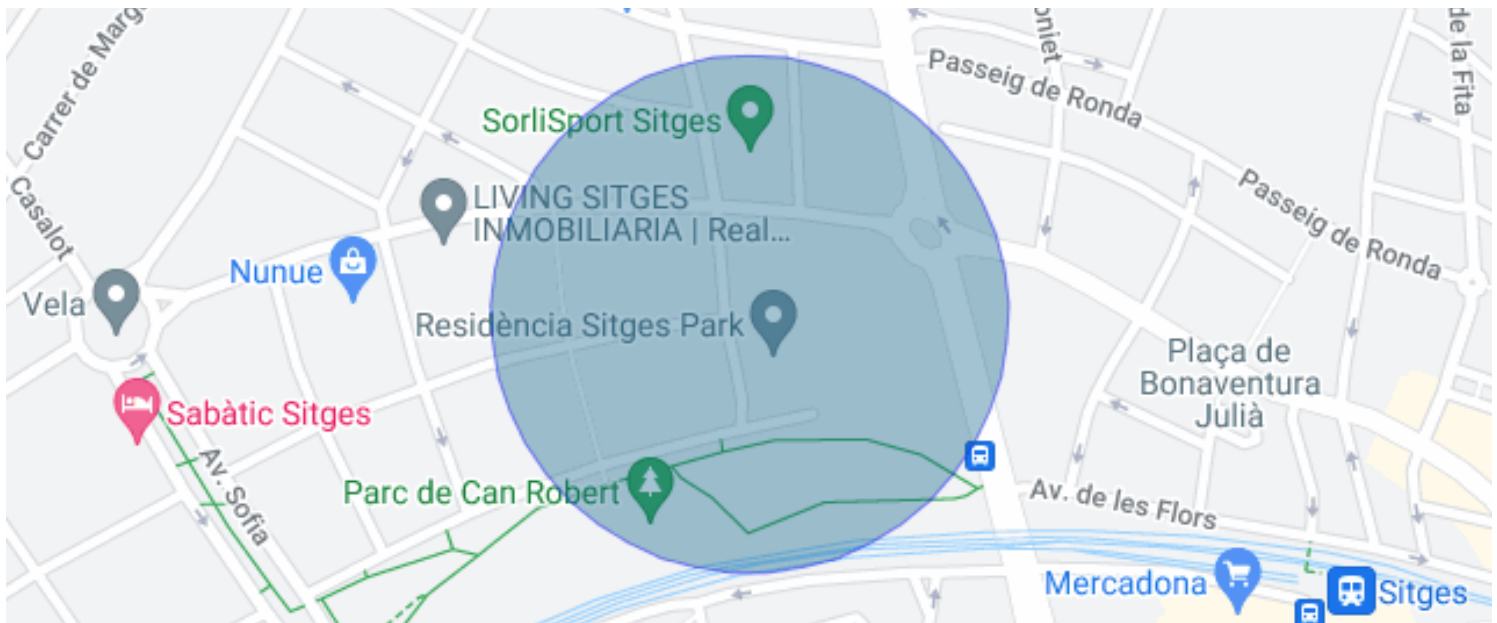 Carrer de Marg
oniet
de la Fita
Passeig de Ronda
SorliSport Sitges
Casalot
LIVING SITGES
INMOBILIARIA | Real...
Passeig de Ronda
Nunue
Vela
Residència Sitges Park
Plaça de
Bonaventura
Julià
Sabàtic Sitges
Av. Sofia
Parc de Can Robert
Av. de les Flors
Mercadona
Sitges